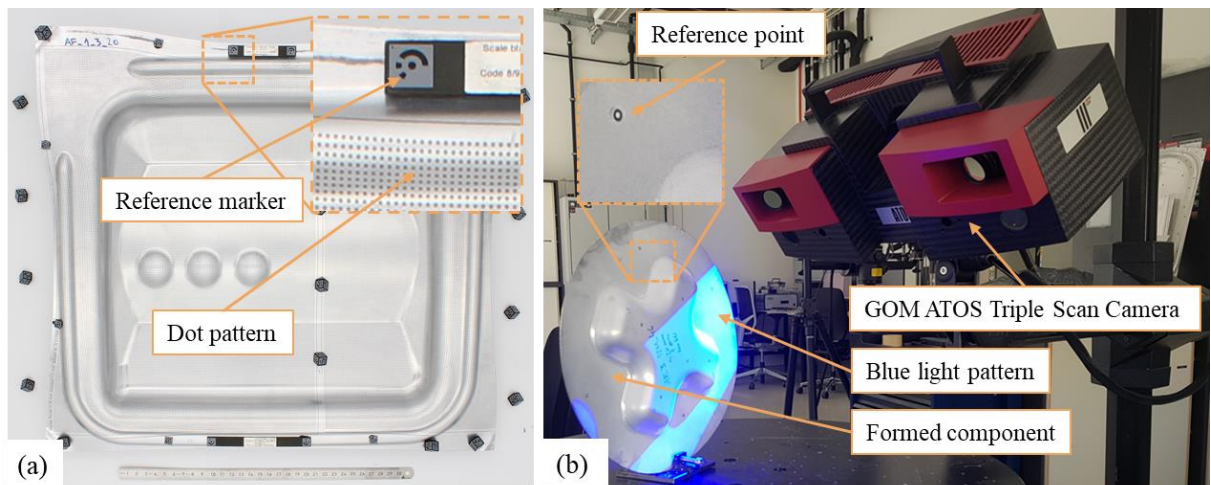 AF_1_3_20
Scale bla
Code 8/9
Reference marker
Dot pattern
(a)
Reference point
GOM ATOS Triple Scan Camera
Blue light pattern
Formed component
(b)